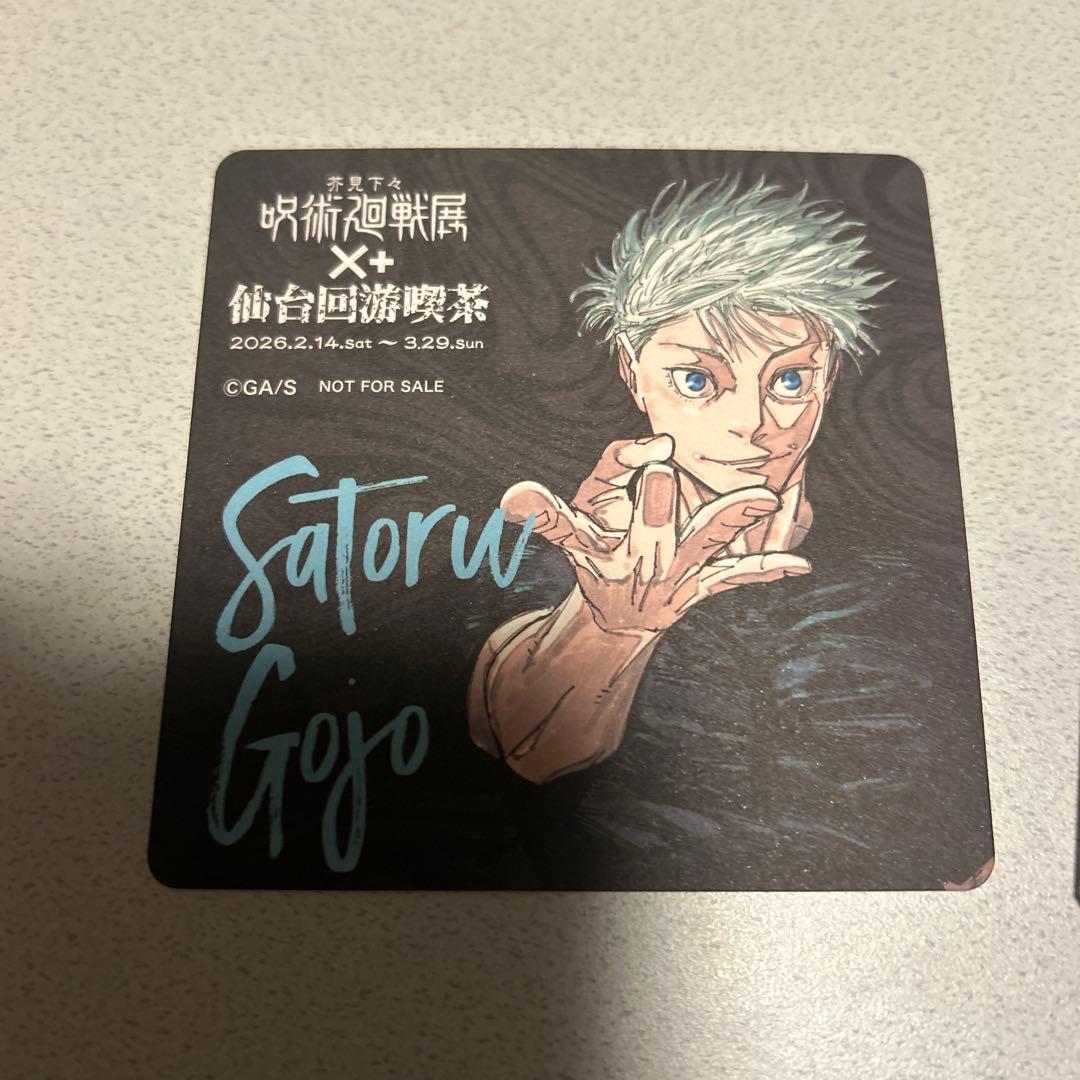 芥見下々
呪術廻戦展
×+
仙台回游喫茶
2026.2.14.sat 〜 3.29.sun
©GA/S NOT FOR SALE
Satoru
Gojo